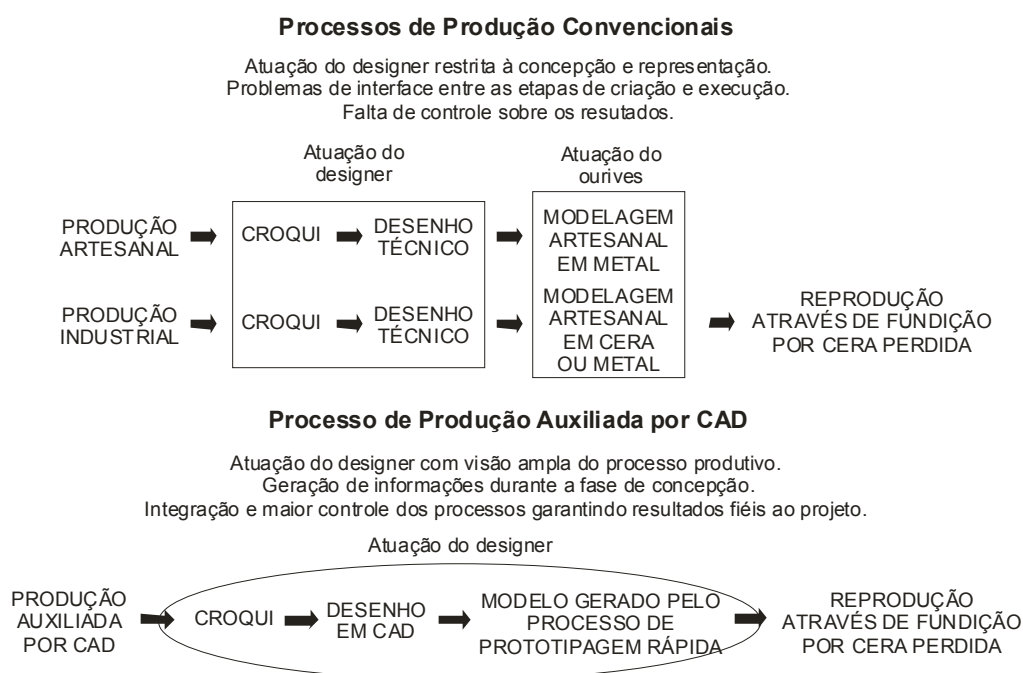 Processos de Produção Convencionais
Atuação do designer restrita à concepção e representação.
Problemas de interface entre as etapas de criação e execução.
Falta de controle sobre os resutados.
Atuação do
designer
Atuação do
ourives
PRODUÇÃO
ARTESANAL
CROQUI
DESENHO
TÉCNICO
MODELAGEM
ARTESANAL
EM METAL
PRODUÇÃO
INDUSTRIAL
CROQUI
DESENHO
TÉCNICO
MODELAGEM
ARTESANAL
EM CERA
OU METAL
REPRODUÇÃO
ATRAVÉS DE FUNDIÇÃO
POR CERA PERDIDA
Processo de Produção Auxiliada por CAD
Atuação do designer com visão ampla do processo produtivo.
Geração de informações durante a fase de concepção.
Integração e maior controle dos processos garantindo resultados fiéis ao projeto.
Atuação do designer
PRODUÇÃO
AUXILIADA
POR CAD
CROQUI
DESENHO
EM CAD
MODELO GERADO PELO
PROCESSO DE
PROTOTIPAGEM RÁPIDA
REPRODUÇÃO
ATRAVÉS DE FUNDIÇÃO
POR CERA PERDIDA